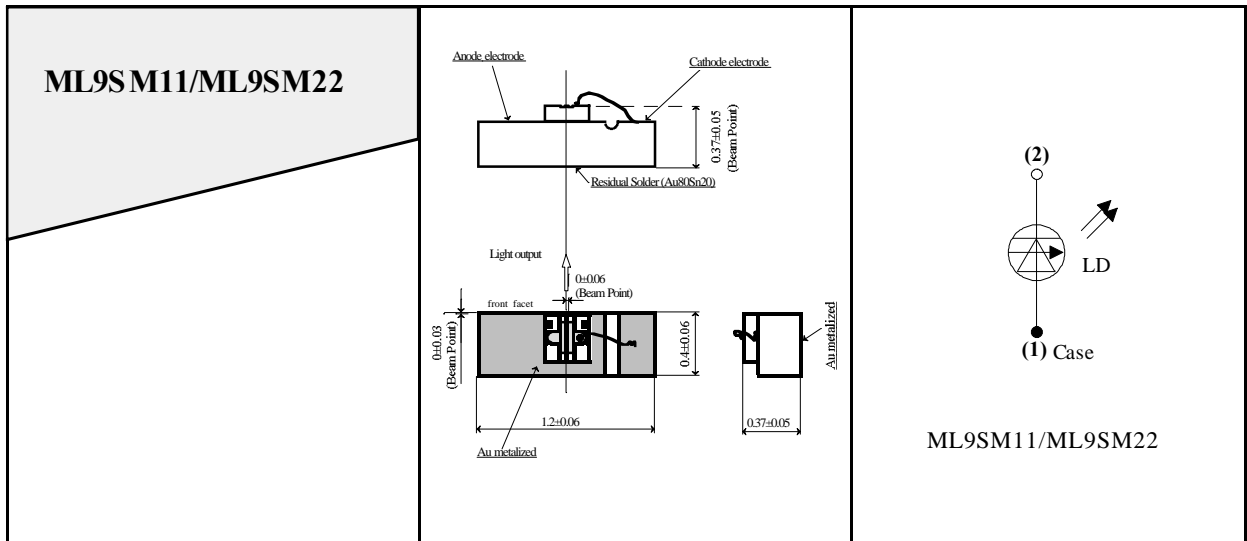 ML9SM11/ML9SM22
Anode electrode
Cathode electrode
0.37±0.05
(Beam Point)
Residual Solder (Au80Sn20)
Light output
0±0.06
(Beam Point)
front facet
0±0.03
(Beam Point)
0.4±0.06
Au metalized
1.2±0.06
0.37±0.05
Au metalized
(2)
LD
(1) Case
ML9SM11/ML9SM22